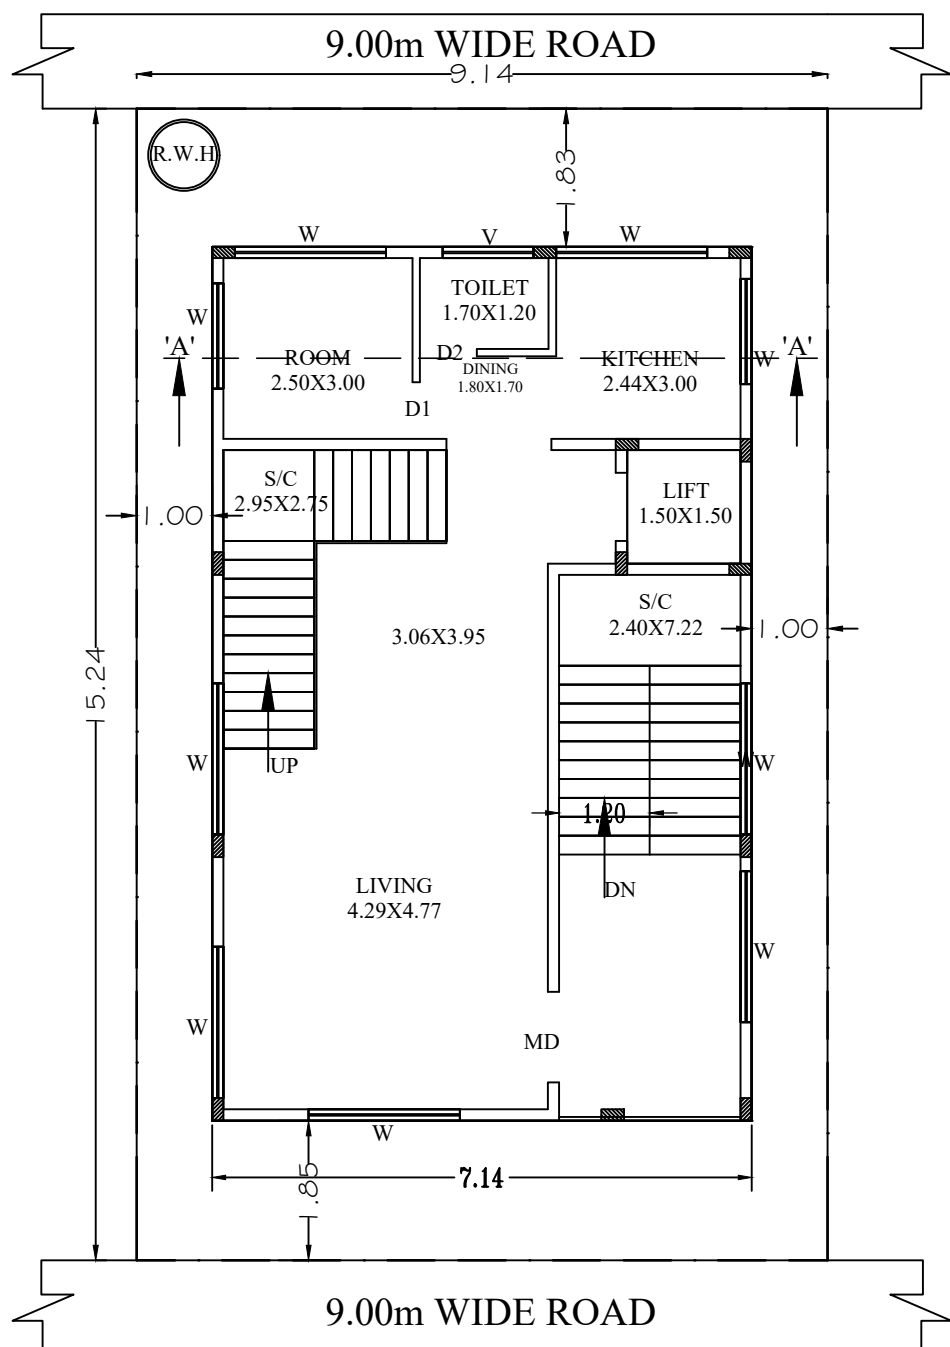 9.00m WIDE ROAD
9.14
R.W.H
1.83
W
V
W
TOILET
1.70X1.20
W
'A'
D2
ROOM
2.50X3.00
DINING
1.80X1.70
KITCHEN
2.44X3.00
W
'A'
D1
S/C
2.95X2.75
LIFT
1.50X1.50
1.00
S/C
2.40X7.22
1.00
3.06X3.95
15.24
W
UP
W
1.20
DN
LIVING
4.29X4.77
W
W
MD
W
1.85
7.14
9.00m WIDE ROAD